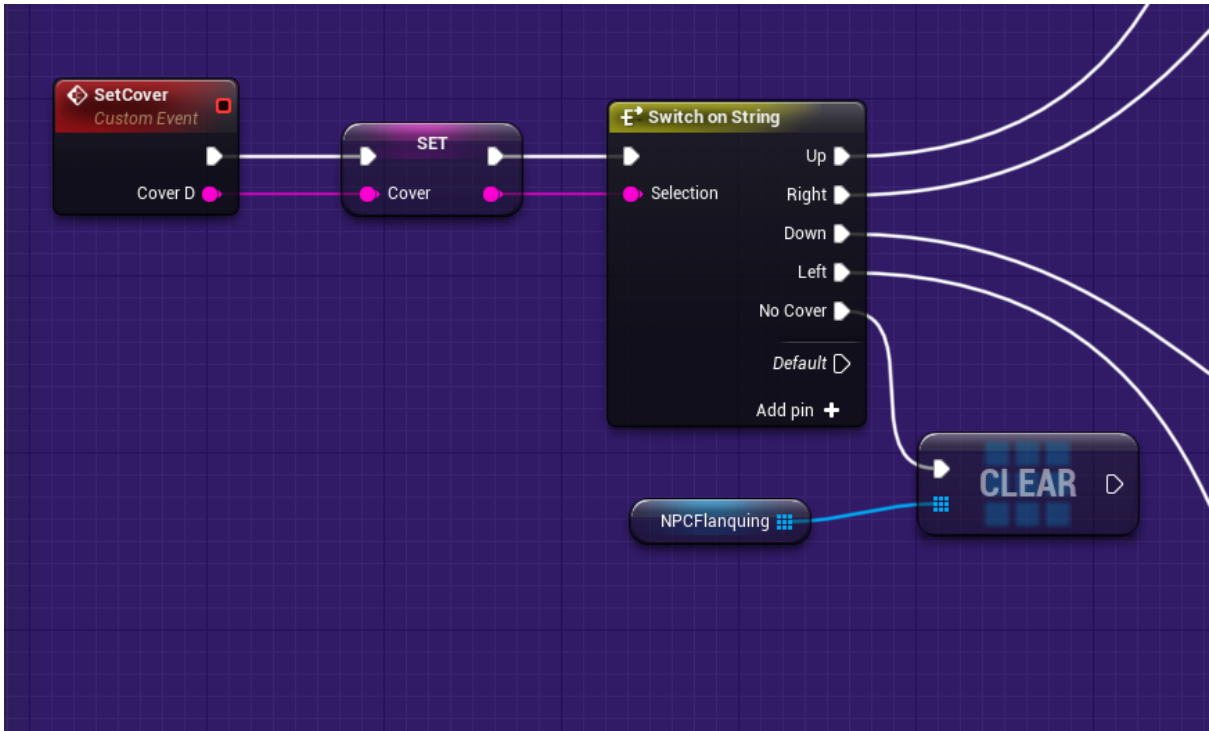 SetCover
Custom Event
Cover D
SET
Cover
Switch on String
Selection
Up
Right
Down
Left
No Cover
Default
Add pin
NPCFlanquing
CLEAR